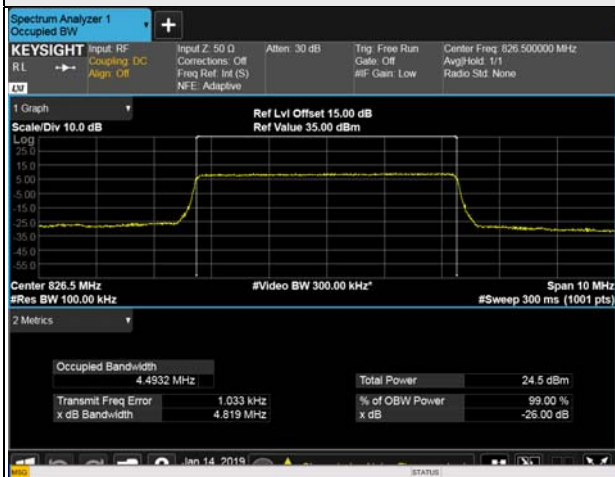 Spectrum Analyzer 1
Occupied BW
+
KEYSIGHT Input: RF Input Z: 50 Ω Atten: 30 dB Trig: Free Run Center Freq: 826.500000 MHz
RL Coupling: DC Corrections: Off Gate: Off Avg|Hold: 1/1
Align: Off Freq Ref: Int (S) #IF Gain: Low Radio Std: None
LXI NFE: Adaptive
1 Graph Ref Lvl Offset 15.00 dB
Scale/Div 10.0 dB Ref Value 35.00 dBm
Log
25.0
15.0
5.00
-5.00
-15.0
-25.0
-35.0
-45.0
-55.0
Center 826.5 MHz #Video BW 300.00 kHz* Span 10 MHz
#Res BW 100.00 kHz #Sweep 300 ms (1001 pts)
2 Metrics
Occupied Bandwidth
4.4932 MHz Total Power 24.5 dBm
Transmit Freq Error 1.033 kHz % of OBW Power 99.00 %
x dB Bandwidth 4.819 MHz x dB -26.00 dB
Jan 14, 2019
MSG STATUS